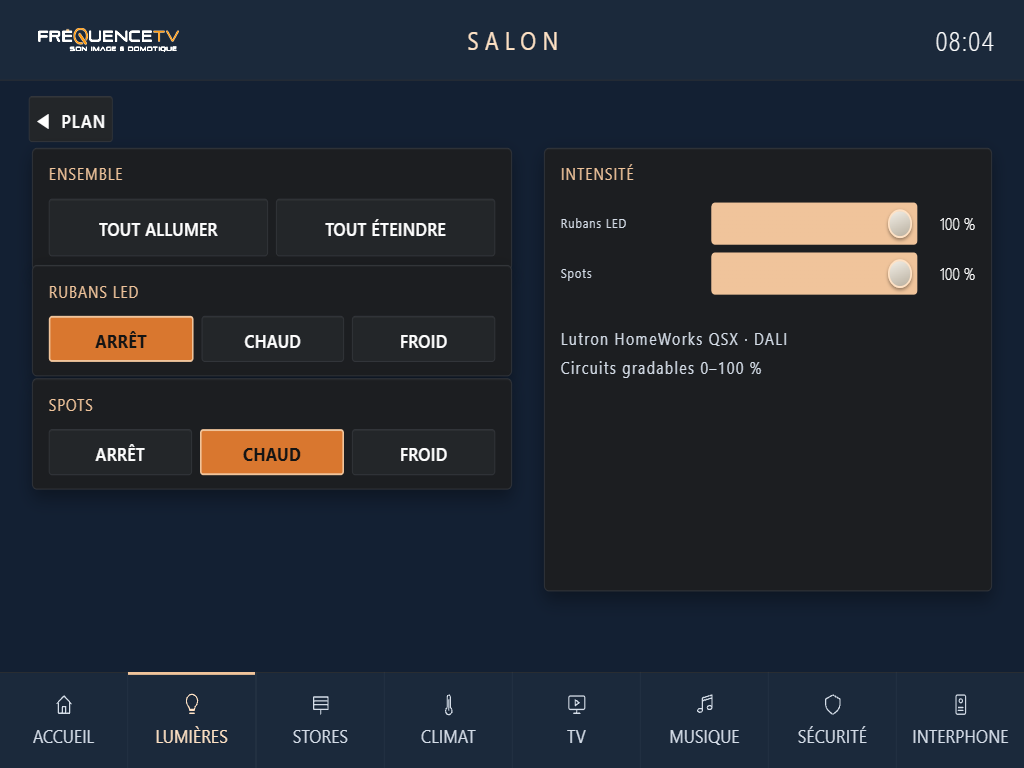 FRÉQUENCETV
SON IMAGE & DOMOTIQUE
SALON
08:04
PLAN
ENSEMBLE
TOUT ALLUMER
TOUT ÉTEINDRE
RUBANS LED
ARRÊT
CHAUD
FROID
SPOTS
ARRÊT
CHAUD
FROID
INTENSITÉ
Rubans LED
100 %
Spots
100 %
Lutron HomeWorks QSX · DALI
Circuits gradables 0–100 %
ACCUEIL
LUMIÈRES
STORES
CLIMAT
TV
MUSIQUE
SÉCURITÉ
INTERPHONE